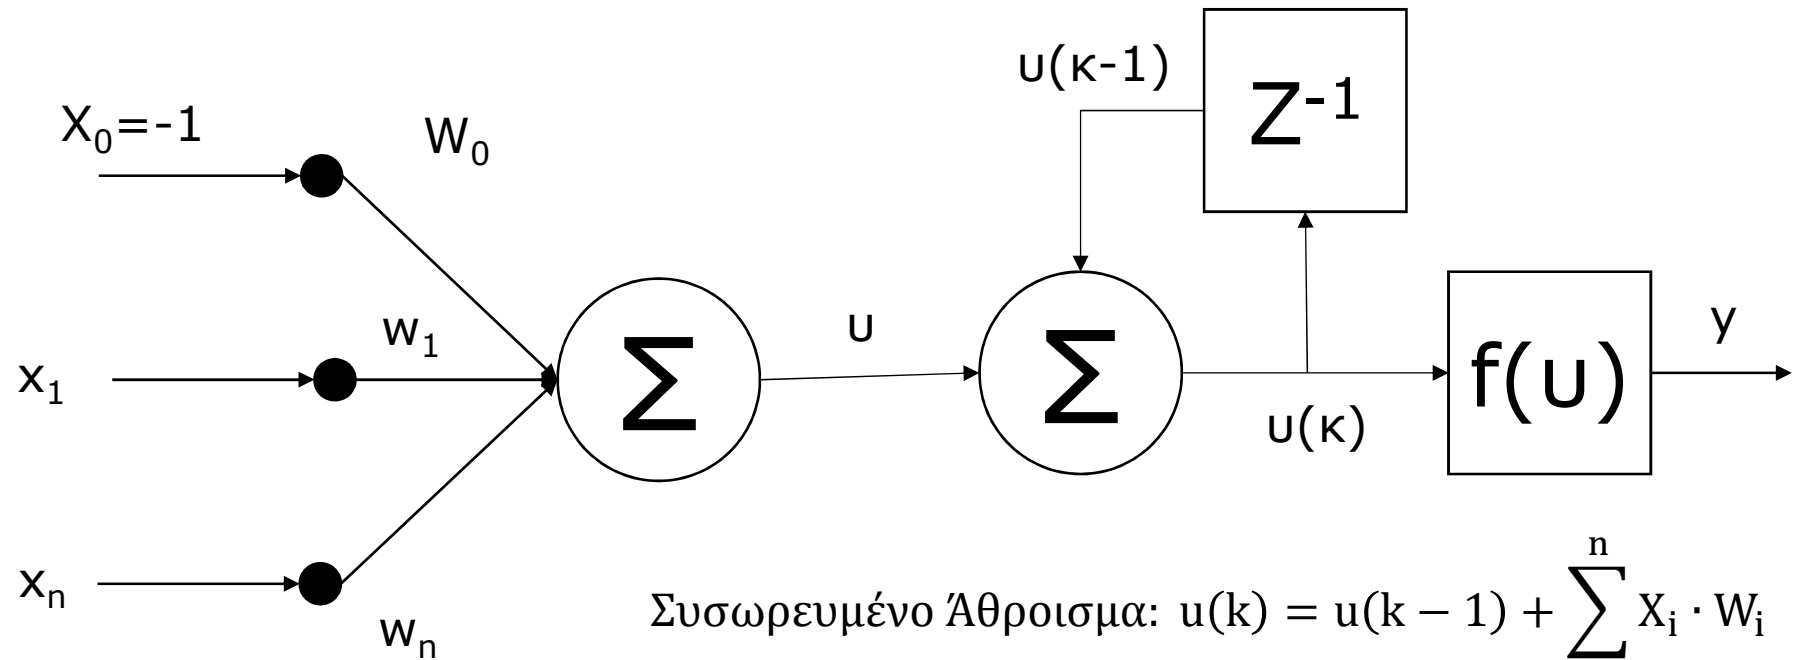 υ(κ-1)
Z⁻¹
X₀=-1
W₀
x₁
w₁
Σ
υ
Σ
υ(κ)
f(υ)
y
xₙ
wₙ
Συσωρευμένο Άθροισμα: u(k) = u(k − 1) + ∑ⁿ Xᵢ · Wᵢ